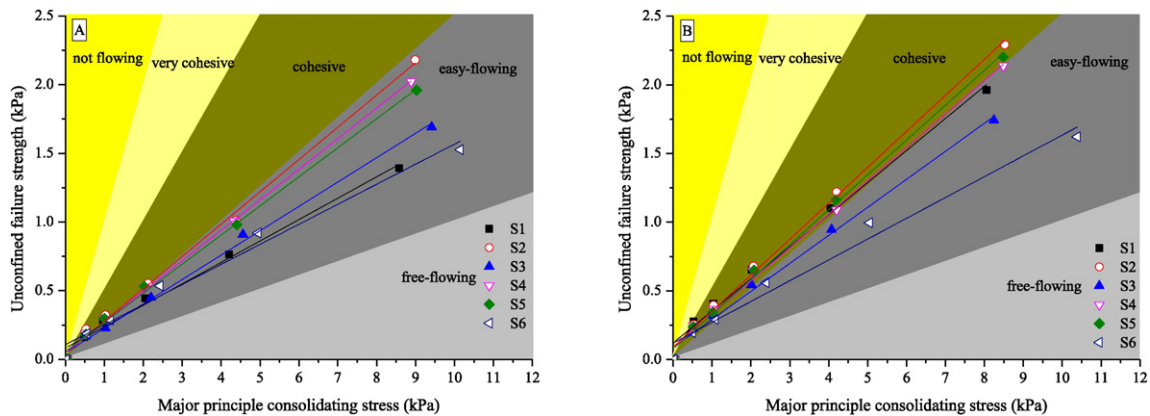 A
not flowing
very cohesive
cohesive
easy-flowing
free-flowing
S1
S2
S3
S4
S5
S6
2.5
2.0
1.5
1.0
0.5
0.0
Unconfined failure strength (kPa)
0 1 2 3 4 5 6 7 8 9 10 11 12
Major principle consolidating stress (kPa)
B
not flowing
very cohesive
cohesive
easy-flowing
free-flowing
S1
S2
S3
S4
S5
S6
2.5
2.0
1.5
1.0
0.5
0.0
Unconfined failure strength (kPa)
0 1 2 3 4 5 6 7 8 9 10 11 12
Major principle consolidating stress (kPa)